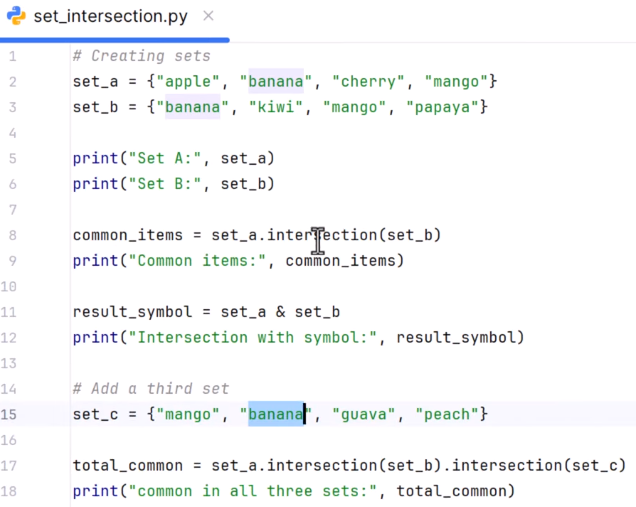 set_intersection.py ×
1 # Creating sets
2 set_a = {"apple", "banana", "cherry", "mango"}
3 set_b = {"banana", "kiwi", "mango", "papaya"}
4
5 print("Set A:", set_a)
6 print("Set B:", set_b)
7
8 common_items = set_a.intersection(set_b)
9 print("Common items:", common_items)
10
11 result_symbol = set_a & set_b
12 print("Intersection with symbol:", result_symbol)
13
14 # Add a third set
15 set_c = {"mango", "banana", "guava", "peach"}
16
17 total_common = set_a.intersection(set_b).intersection(set_c)
18 print("common in all three sets:", total_common)